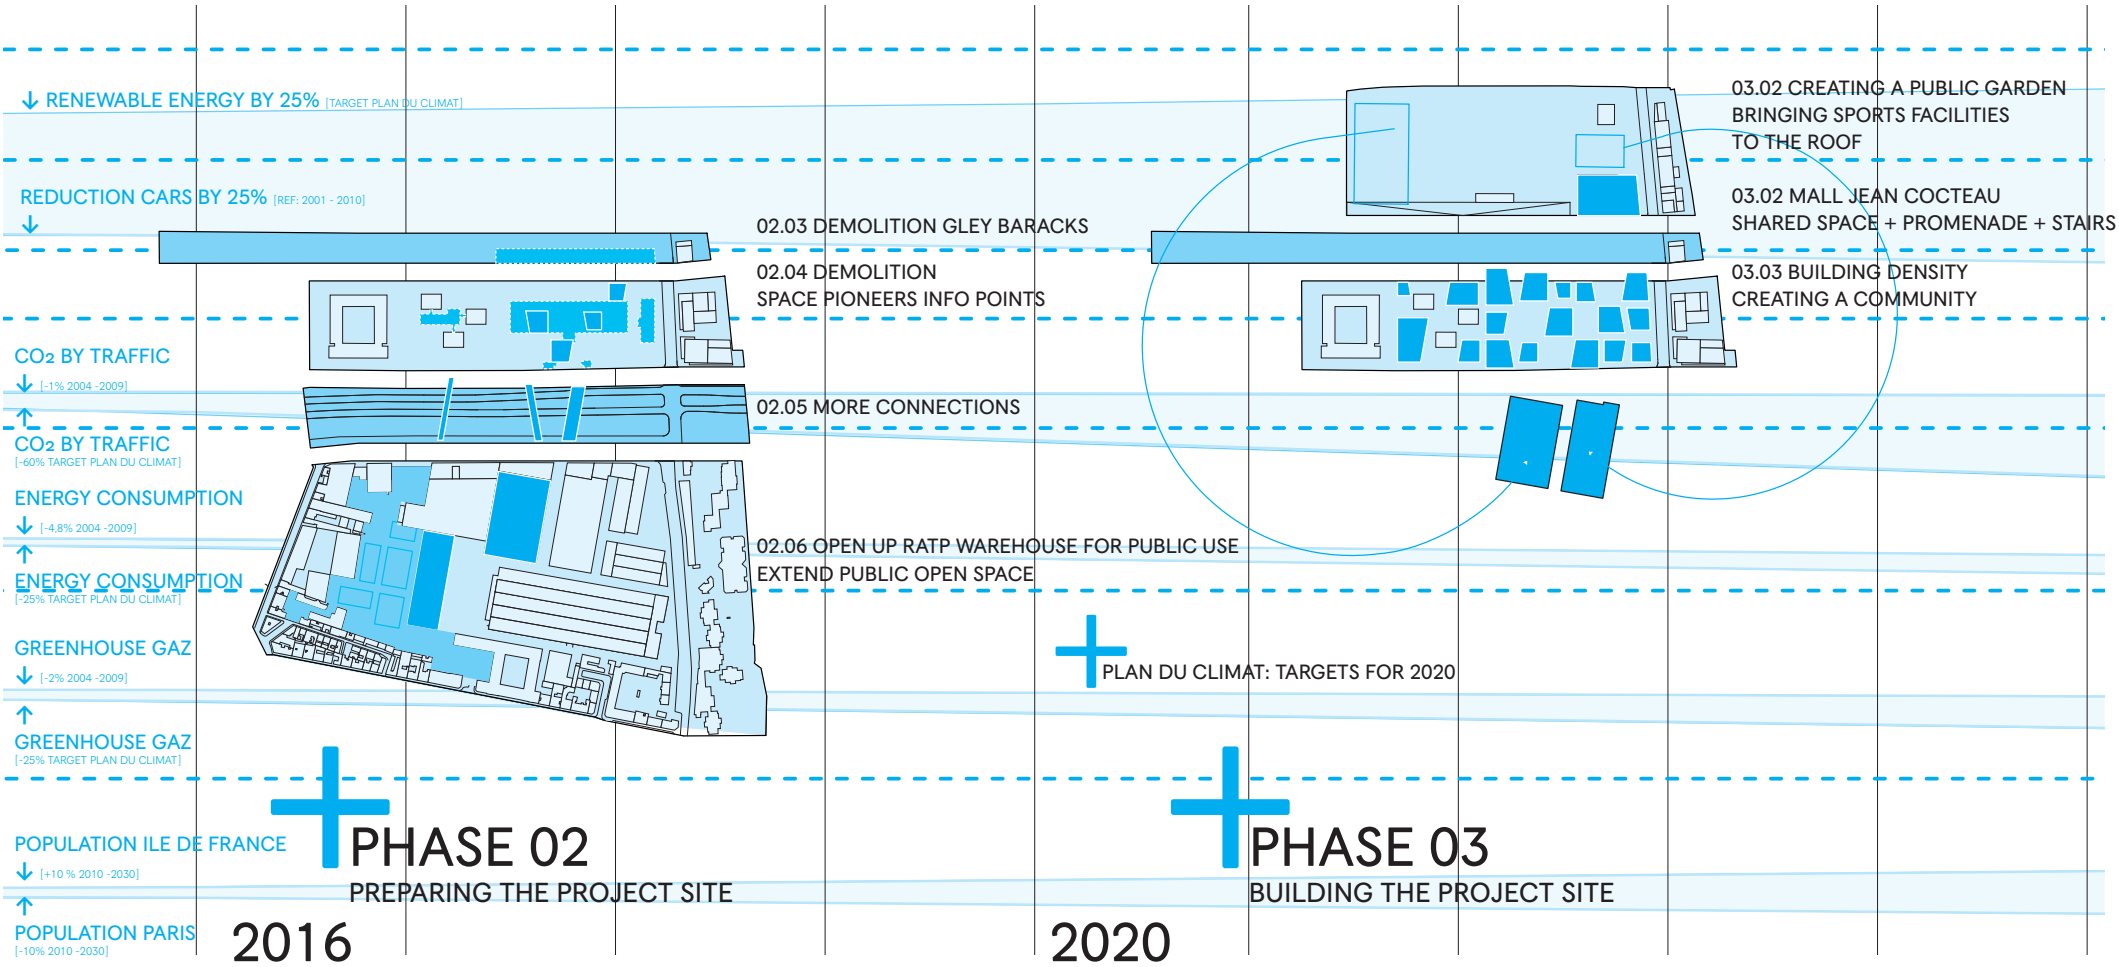 RENEWABLE ENERGY BY 25% [TARGET PLAN DU CLIMAT]
REDUCTION CARS BY 25% [REF: 2001 - 2010]
CO2 BY TRAFFIC
[-1% 2004 -2009]
CO2 BY TRAFFIC
[-60% TARGET PLAN DU CLIMAT]
ENERGY CONSUMPTION
[-4,8% 2004 -2009]
ENERGY CONSUMPTION
[-25% TARGET PLAN DU CLIMAT]
GREENHOUSE GAZ
[-2% 2004 -2009]
GREENHOUSE GAZ
[-25% TARGET PLAN DU CLIMAT]
POPULATION ILE DE FRANCE
[+10 % 2010 -2030]
POPULATION PARIS
[-10% 2010 -2030]
02.03 DEMOLITION GLEY BARACKS
02.04 DEMOLITION
SPACE PIONEERS INFO POINTS
02.05 MORE CONNECTIONS
02.06 OPEN UP RATP WAREHOUSE FOR PUBLIC USE
EXTEND PUBLIC OPEN SPACE
PHASE 02
PREPARING THE PROJECT SITE
2016
03.02 CREATING A PUBLIC GARDEN
BRINGING SPORTS FACILITIES
TO THE ROOF
03.02 MALL JEAN COCTEAU
SHARED SPACE + PROMENADE + STAIRS
03.03 BUILDING DENSITY
CREATING A COMMUNITY
PLAN DU CLIMAT: TARGETS FOR 2020
PHASE 03
BUILDING THE PROJECT SITE
2020